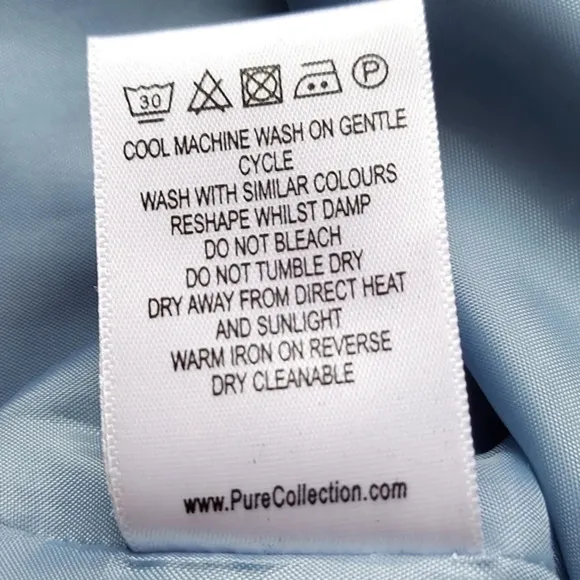 30 P
COOL MACHINE WASH ON GENTLE
CYCLE
WASH WITH SIMILAR COLOURS
RESHAPE WHILST DAMP
DO NOT BLEACH
DO NOT TUMBLE DRY
DRY AWAY FROM DIRECT HEAT
AND SUNLIGHT
WARM IRON ON REVERSE
DRY CLEANABLE
www.PureCollection.com